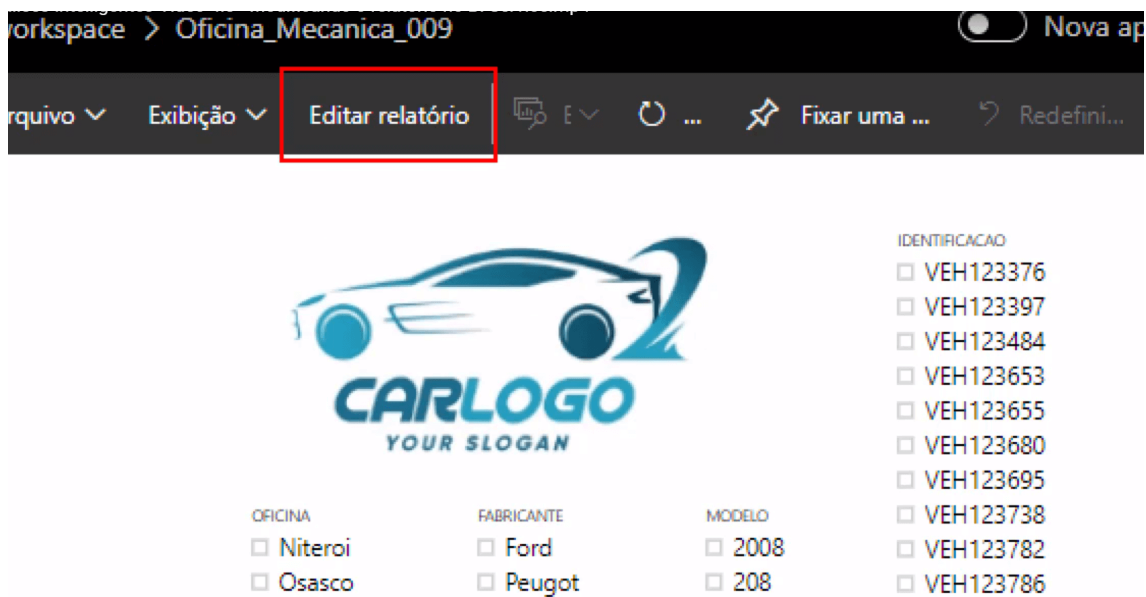 workspace > Oficina_Mecanica_009
Nova ap
rquivo Exibição Editar relatório E ... Fixar uma ... Redefini...
CARLOGO
YOUR SLOGAN
IDENTIFICACAO
VEH123376
VEH123397
VEH123484
VEH123653
VEH123655
VEH123680
VEH123695
VEH123738
VEH123782
VEH123786
OFICINA
Niteroi
Osasco
FABRICANTE
Ford
Peugot
MODELO
2008
208